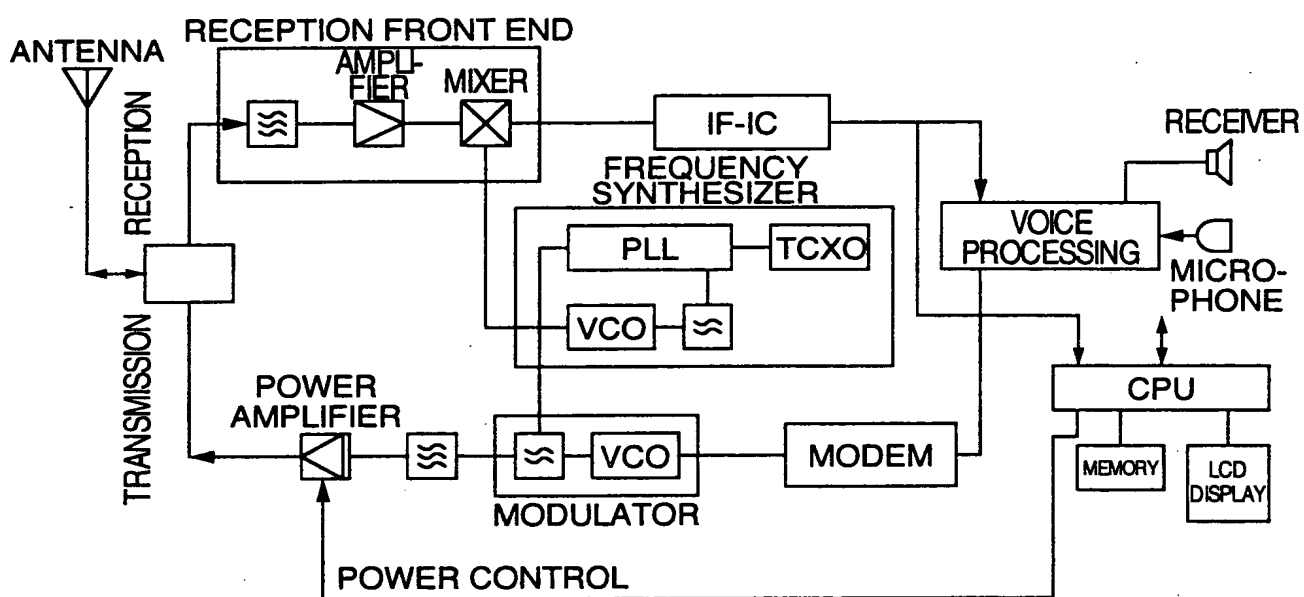 RECEPTION FRONT END
ANTENNA
AMPLI-
FIER
MIXER
RECEPTION
IF-IC
RECEIVER
FREQUENCY
SYNTHESIZER
PLL
TCXO
VOICE
PROCESSING
MICRO-
PHONE
VCO
TRANSMISSION
POWER
AMPLIFIER
CPU
VCO
MODEM
MEMORY
LCD
DISPLAY
MODULATOR
POWER CONTROL